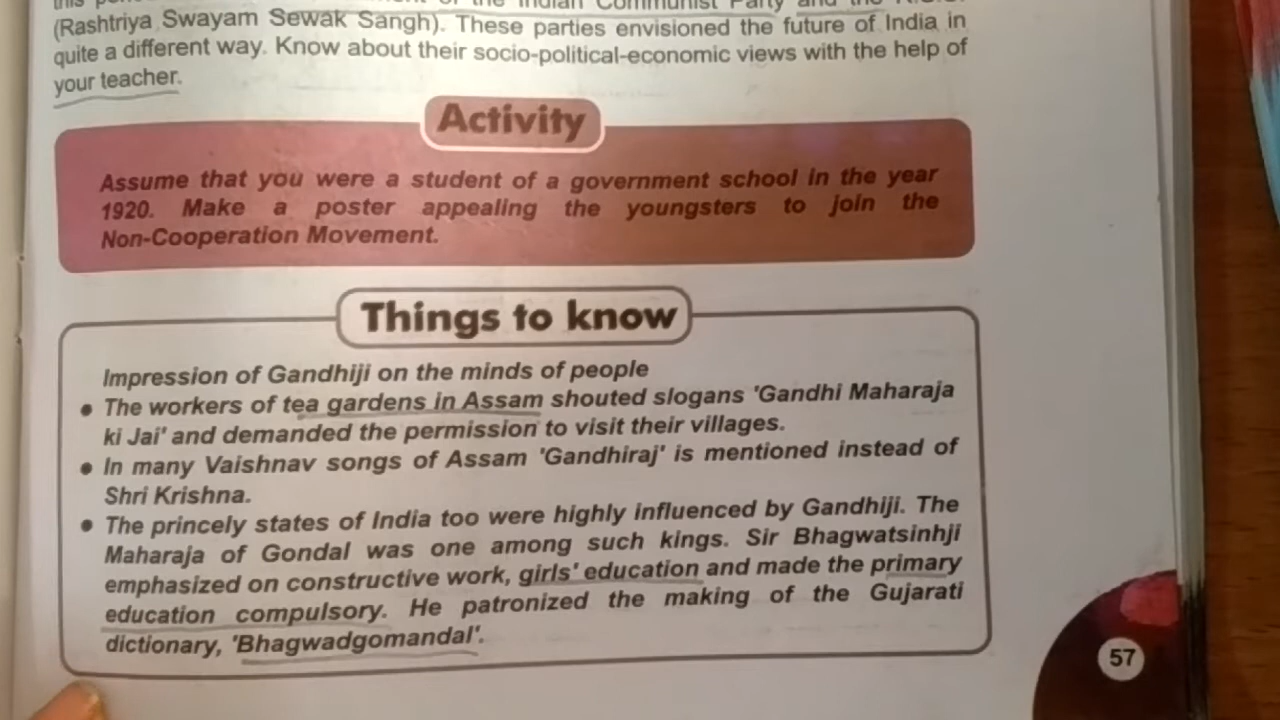 of the Indian Communist Party and the
(Rashtriya Swayam Sewak Sangh). These parties envisioned the future of India in
quite a different way. Know about their socio-political-economic views with the help of
your teacher.
Activity
Assume that you were a student of a government school in the year
1920. Make a poster appealing the youngsters to join the
Non-Cooperation Movement.
Things to know
Impression of Gandhiji on the minds of people
• The workers of tea gardens in Assam shouted slogans 'Gandhi Maharaja
ki Jai' and demanded the permission to visit their villages.
• In many Vaishnav songs of Assam 'Gandhiraj' is mentioned instead of
Shri Krishna.
• The princely states of India too were highly influenced by Gandhiji. The
Maharaja of Gondal was one among such kings. Sir Bhagwatsinhji
emphasized on constructive work, girls' education and made the primary
education compulsory. He patronized the making of the Gujarati
dictionary, 'Bhagwadgomandal'.
57